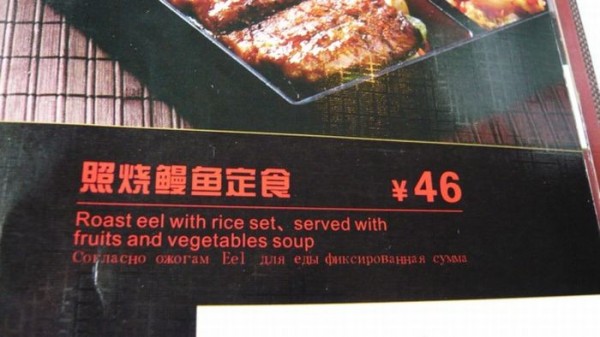 照烧鳗鱼定食 ¥46
Roast eel with rice set、served with
fruits and vegetables soup
Согласно ожогам Eel для еды фиксированная сумма